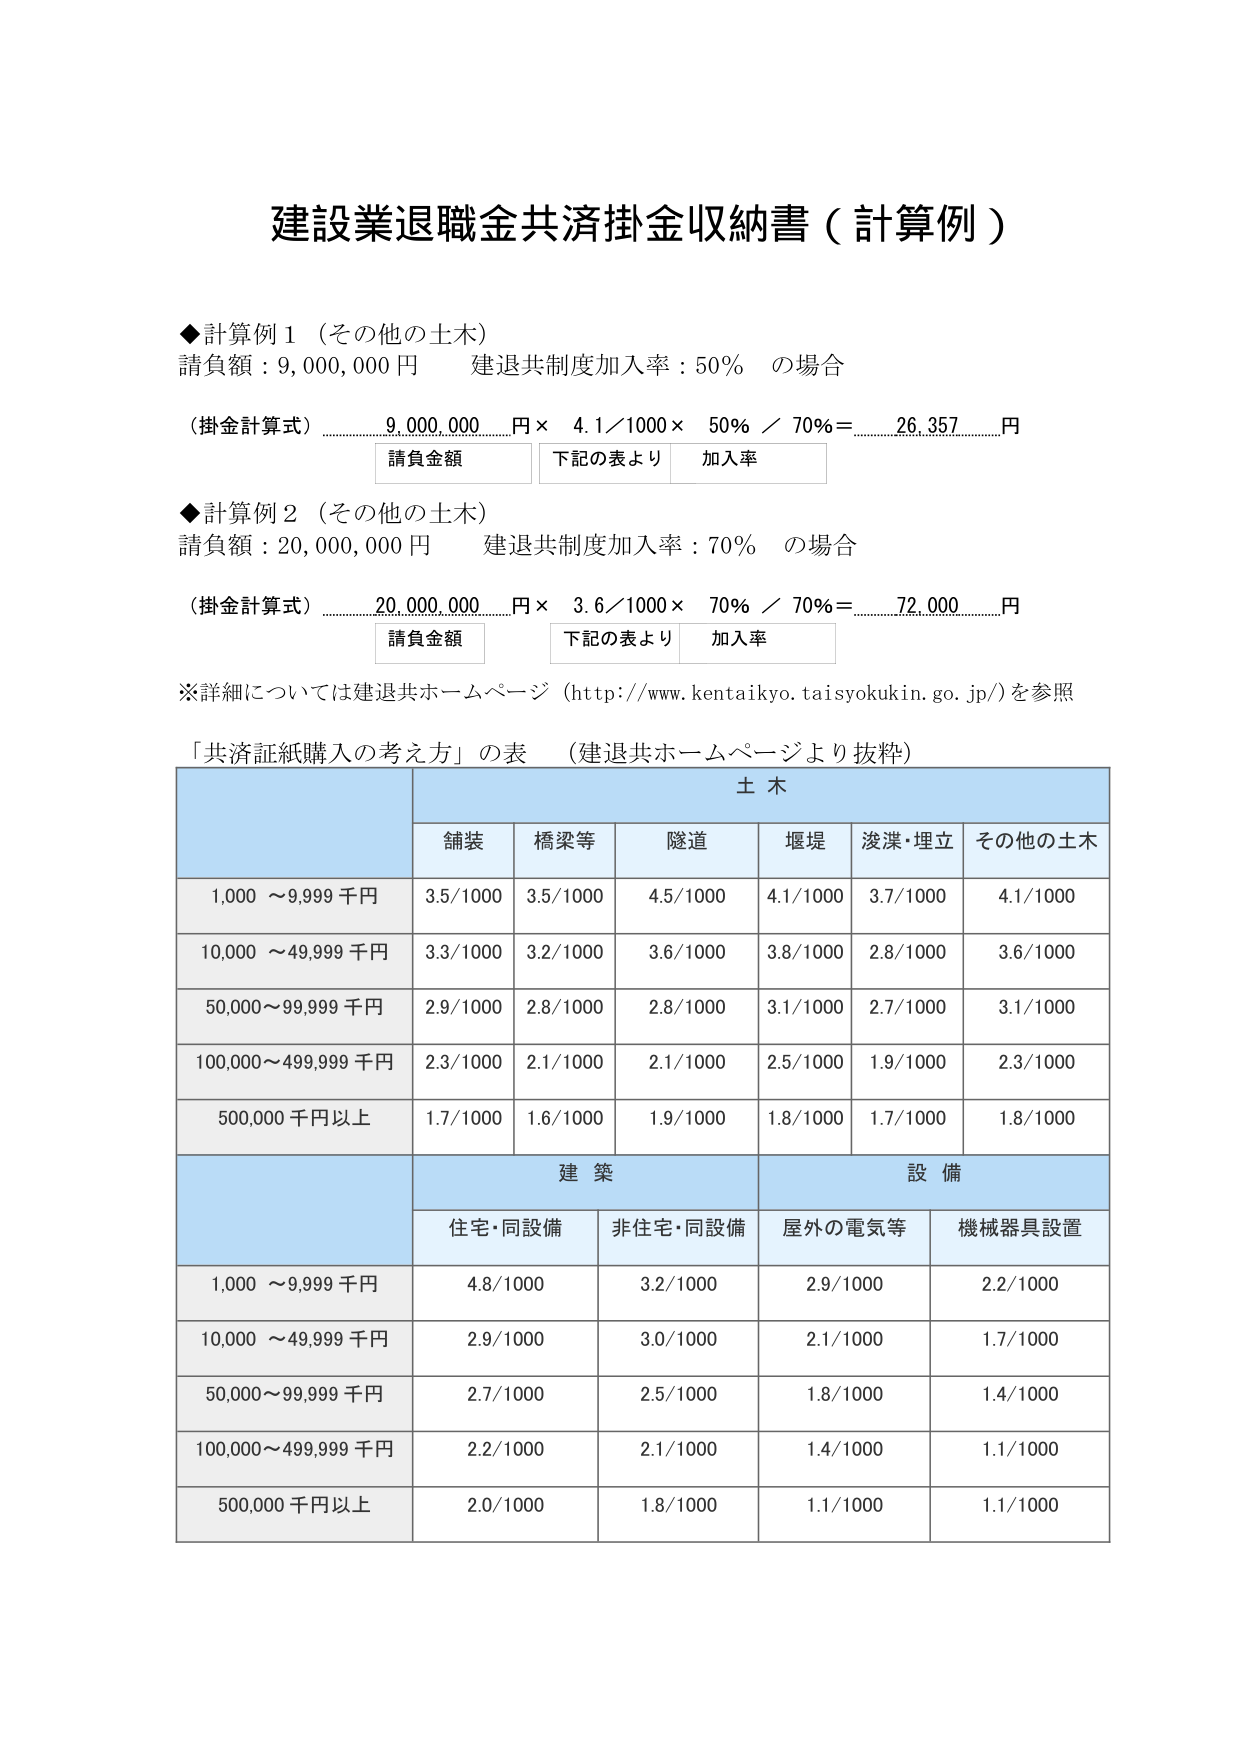 建設業退職金共済掛金収納書(計算例)
◆計算例１（その他の土木）
請負額：9,000,000 円　　建退共制度加入率：50%　の場合
（掛金計算式） 9,000,000 円× 4.1／1000× 50% ／ 70%＝ 26,357 円
請負金額 下記の表より 加入率
◆計算例２（その他の土木）
請負額：20,000,000 円　　建退共制度加入率：70%　の場合
（掛金計算式） 20,000,000 円× 3.6／1000× 70% ／ 70%＝ 72,000 円
請負金額 下記の表より 加入率
※詳細については建退共ホームページ（http://www.kentaikyo.taisyokukin.go.jp/)を参照
「共済証紙購入の考え方」の表　（建退共ホームページより抜粋）
土 木
舗装 橋梁等 隧道 堰堤 浚渫・埋立 その他の土木
1,000 ～9,999 千円 3.5/1000 3.5/1000 4.5/1000 4.1/1000 3.7/1000 4.1/1000
10,000 ～49,999 千円 3.3/1000 3.2/1000 3.6/1000 3.8/1000 2.8/1000 3.6/1000
50,000～99,999 千円 2.9/1000 2.8/1000 2.8/1000 3.1/1000 2.7/1000 3.1/1000
100,000～499,999 千円 2.3/1000 2.1/1000 2.1/1000 2.5/1000 1.9/1000 2.3/1000
500,000 千円以上 1.7/1000 1.6/1000 1.9/1000 1.8/1000 1.7/1000 1.8/1000
建 築 設 備
住宅・同設備 非住宅・同設備 屋外の電気等 機械器具設置
1,000 ～9,999 千円 4.8/1000 3.2/1000 2.9/1000 2.2/1000
10,000 ～49,999 千円 2.9/1000 3.0/1000 2.1/1000 1.7/1000
50,000～99,999 千円 2.7/1000 2.5/1000 1.8/1000 1.4/1000
100,000～499,999 千円 2.2/1000 2.1/1000 1.4/1000 1.1/1000
500,000 千円以上 2.0/1000 1.8/1000 1.1/1000 1.1/1000